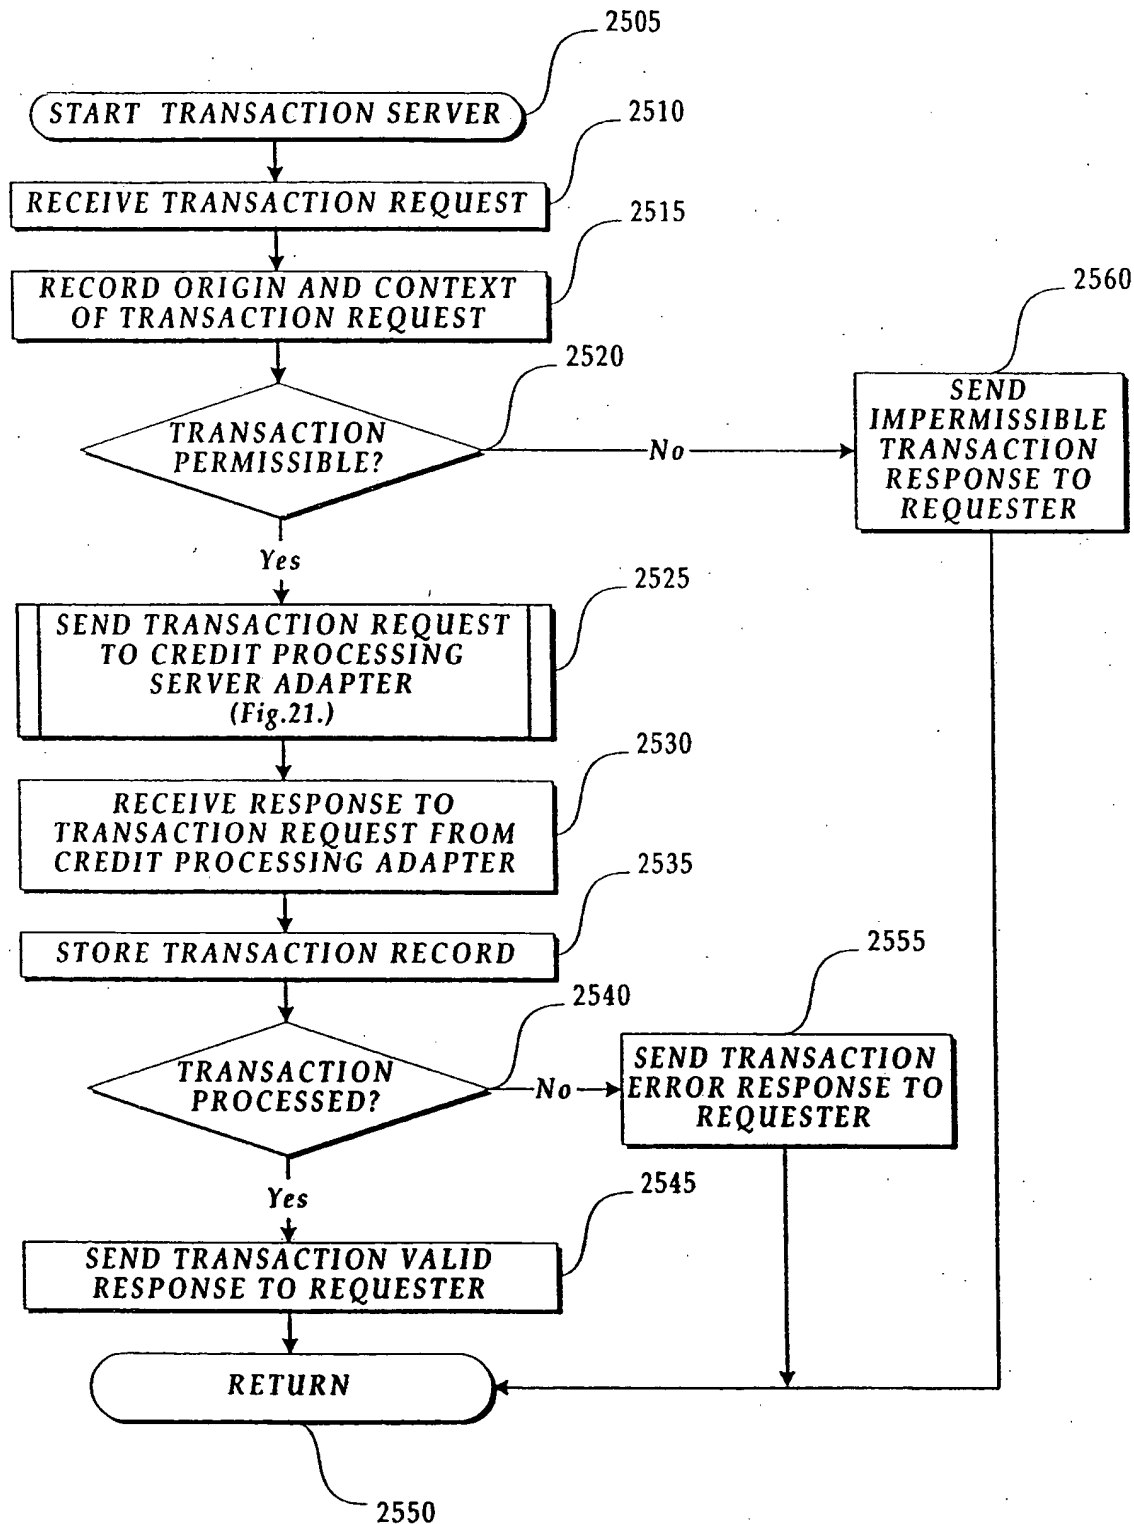 2505
START TRANSACTION SERVER
2510
RECEIVE TRANSACTION REQUEST
2515
RECORD ORIGIN AND CONTEXT
OF TRANSACTION REQUEST
2560
2520
TRANSACTION
PERMISSIBLE?
No
SEND
IMPERMISSIBLE
TRANSACTION
RESPONSE TO
REQUESTER
Yes
2525
SEND TRANSACTION REQUEST
TO CREDIT PROCESSING
SERVER ADAPTER
(Fig.21.)
2530
RECEIVE RESPONSE TO
TRANSACTION REQUEST FROM
CREDIT PROCESSING ADAPTER
2535
STORE TRANSACTION RECORD
2555
2540
TRANSACTION
PROCESSED?
No
SEND TRANSACTION
ERROR RESPONSE TO
REQUESTER
Yes
2545
SEND TRANSACTION VALID
RESPONSE TO REQUESTER
RETURN
2550